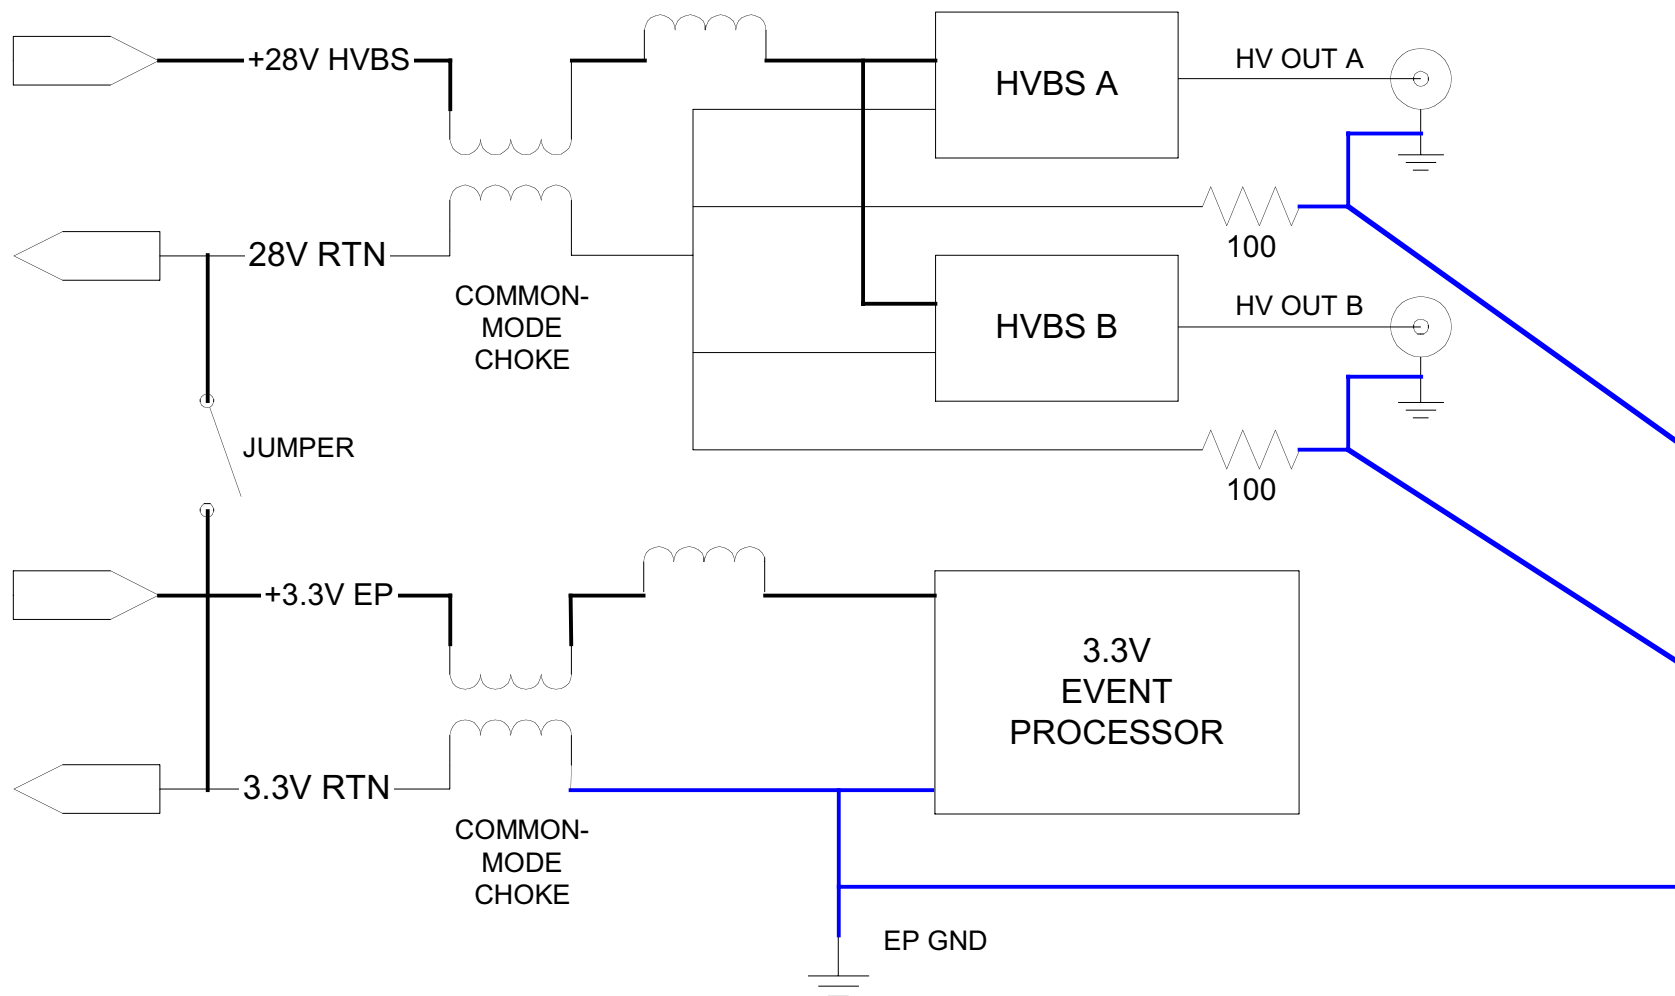 +28V HVBS
HVBS A
HV OUT A
28V RTN
100
COMMON-
MODE
CHOKE
HVBS B
HV OUT B
JUMPER
100
+3.3V EP
3.3V
EVENT
PROCESSOR
3.3V RTN
COMMON-
MODE
CHOKE
EP GND